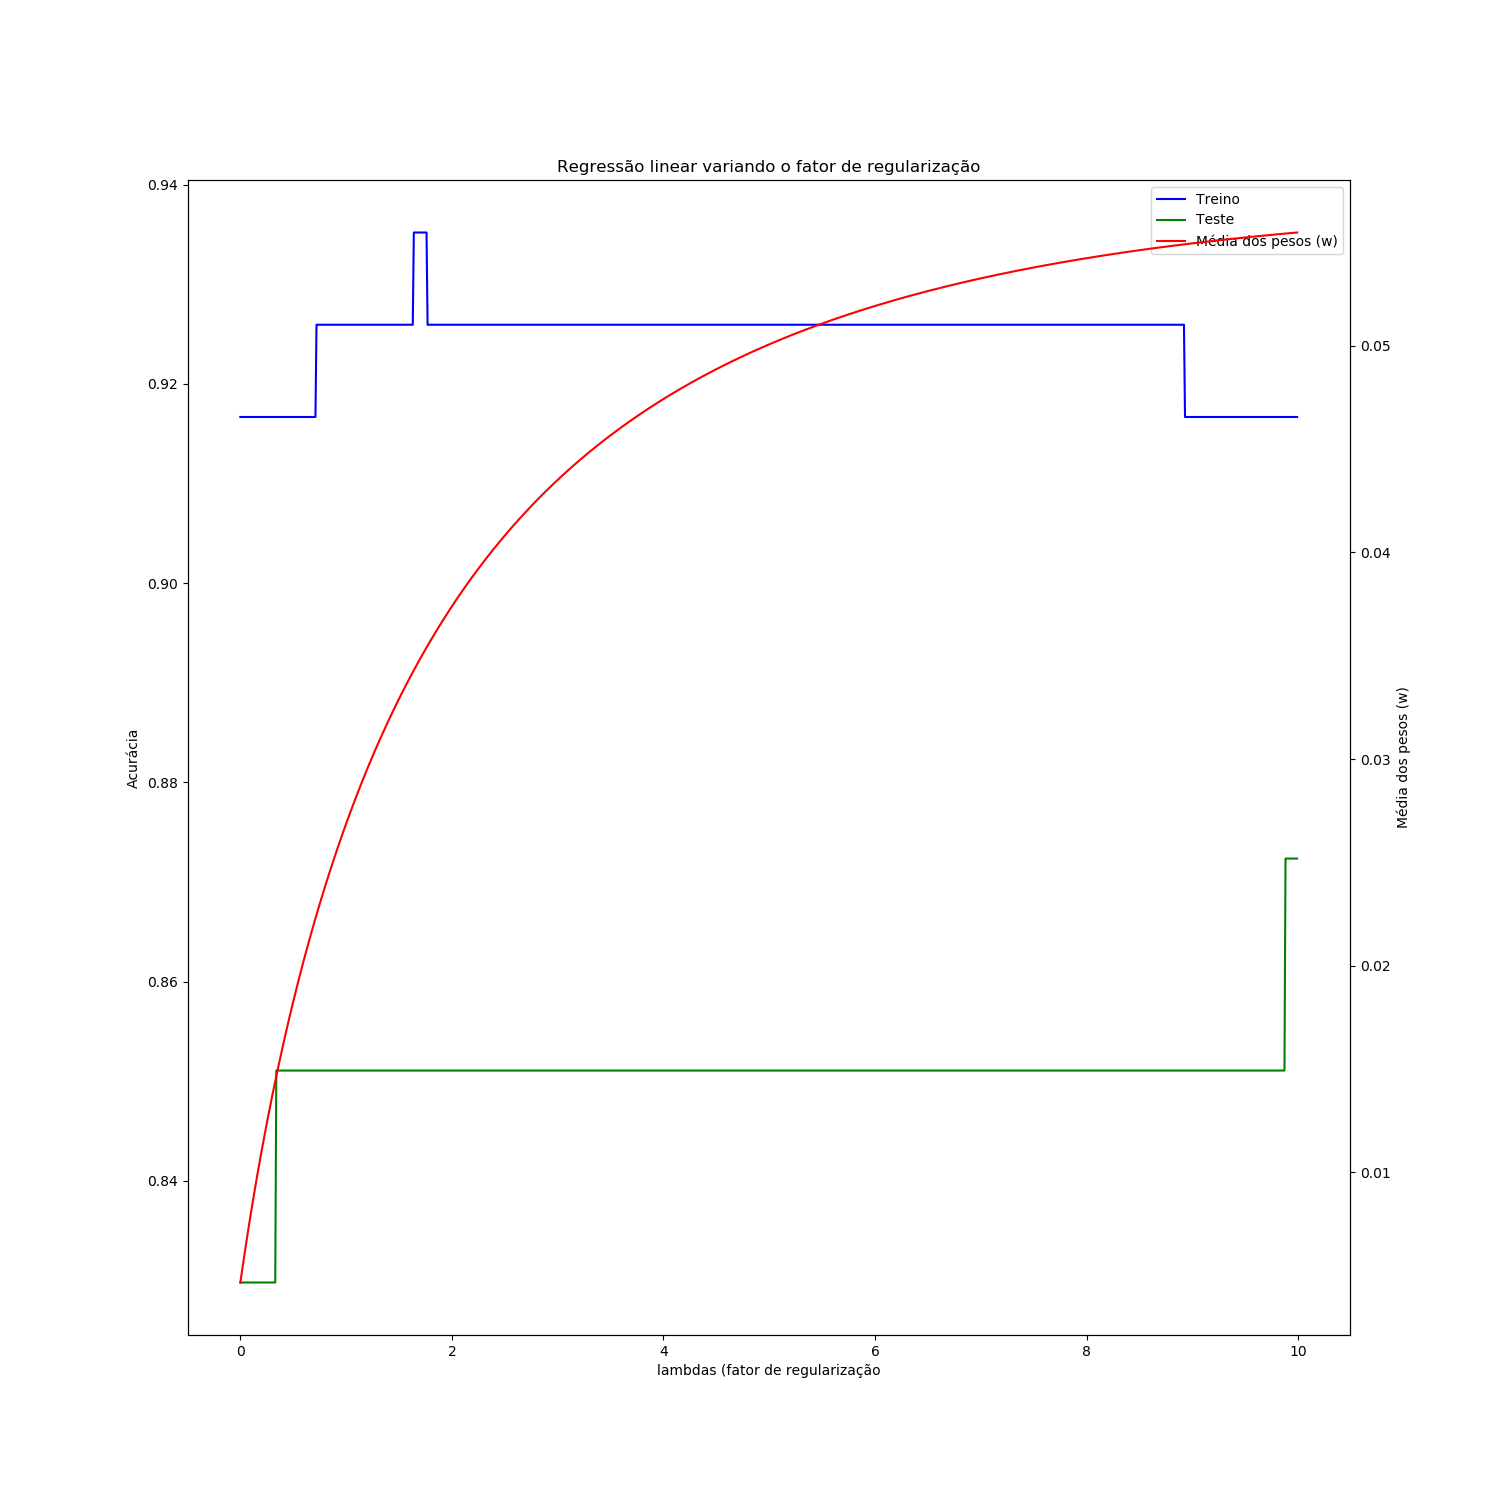 Regressão linear variando o fator de regularização
Treino
Teste
Média dos pesos (w)
0.94
0.92
0.90
0.88
0.86
0.84
Acurácia
0.05
0.04
0.03
0.02
0.01
Média dos pesos (w)
0 2 4 6 8 10
lambdas (fator de regularização